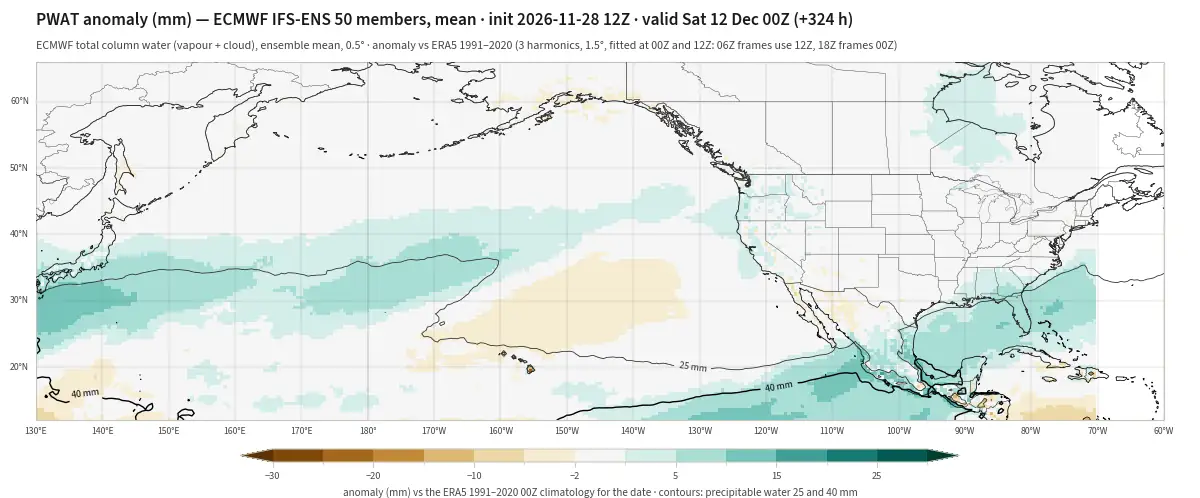 PWAT anomaly (mm) — ECMWF IFS-ENS 50 members, mean · init 2026-11-28 12Z · valid Sat 12 Dec 00Z (+324 h)
ECMWF total column water (vapour + cloud), ensemble mean, 0.5° · anomaly vs ERA5 1991–2020 (3 harmonics, 1.5°, fitted at 00Z and 12Z: 06Z frames use 12Z, 18Z frames 00Z)
60°N
50°N
40°N
30°N
20°N
25 mm
40 mm
40 mm
130°E 140°E 150°E 160°E 170°E 180° 170°W 160°W 150°W 140°W 130°W 120°W 110°W 100°W 90°W 80°W 70°W 60°W
−30 −20 −10 −2 5 15 25
anomaly (mm) vs the ERA5 1991–2020 00Z climatology for the date · contours: precipitable water 25 and 40 mm